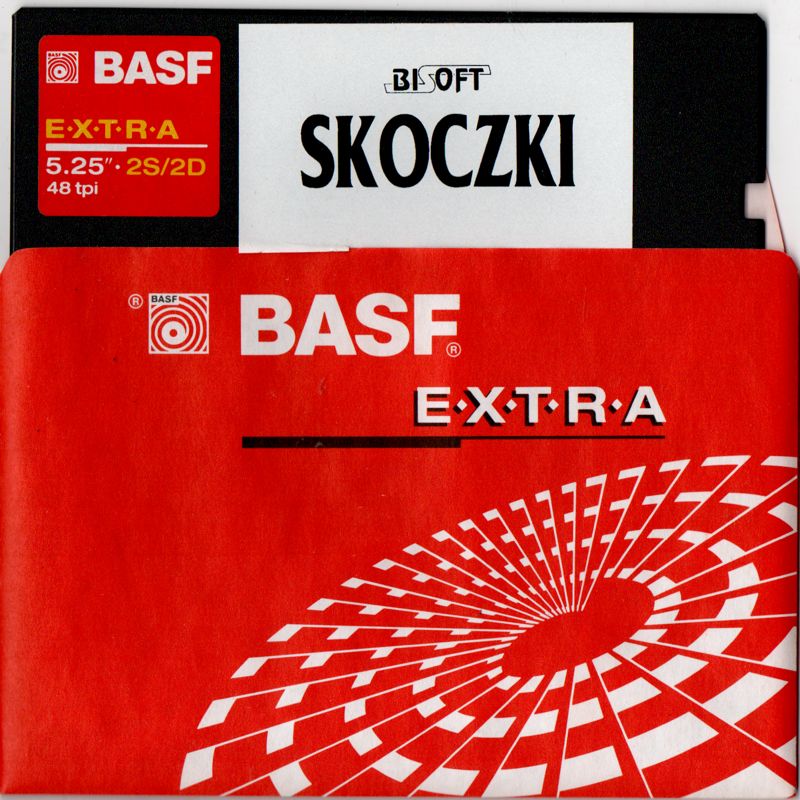 BASF
BASF
E·X·T·R·A
5.25″· 2S/2D
48 tpi
BISOFT
SKOCZKI
® BASF
BASF®
E·X·T·R·A